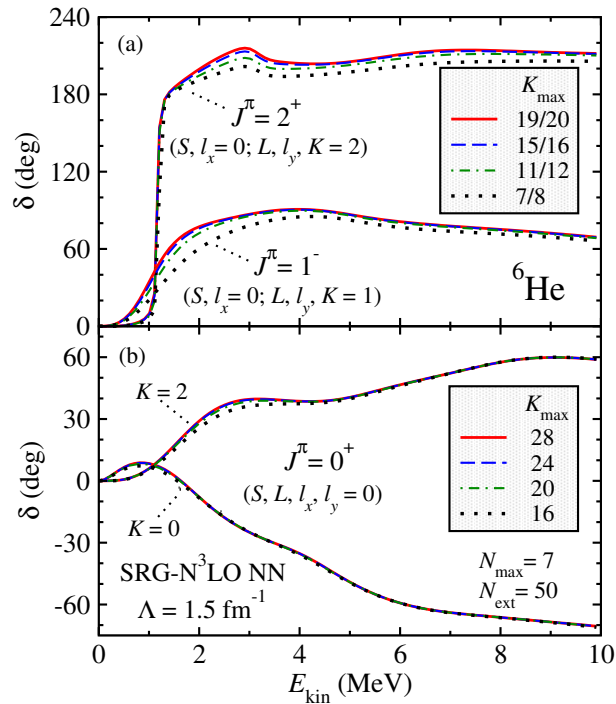 240
(a)
180
J^π = 2^+
(S, l_x = 0; L, l_y, K = 2)
K_max
19/20
15/16
11/12
7/8
δ (deg)
120
60
J^π = 1^-
(S, l_x = 0; L, l_y, K = 1)
^6He
0
(b)
60
K = 2
30
J^π = 0^+
(S, L, l_x, l_y = 0)
K_max
28
24
20
16
δ (deg)
0
K = 0
-30
SRG-N^3LO NN
Λ = 1.5 fm^-1
N_max = 7
N_ext = 50
-60
0 2 4 6 8 10
E_kin (MeV)